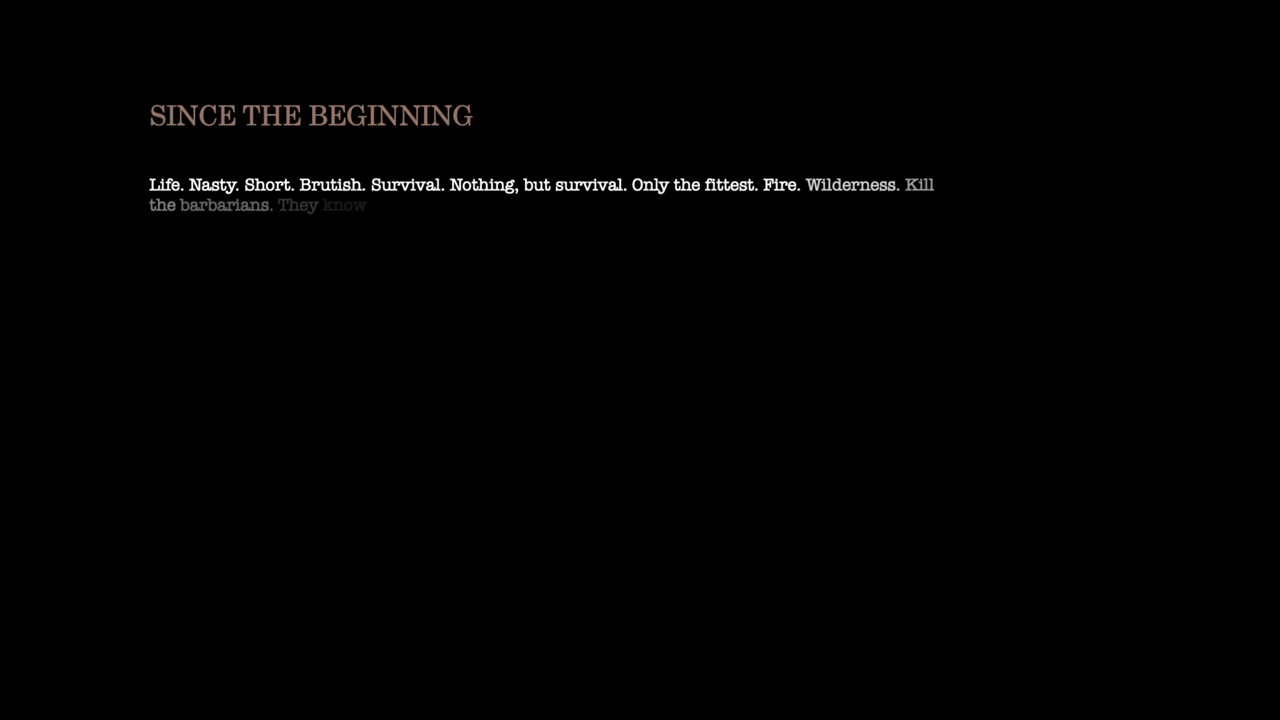 SINCE THE BEGINNING
Life. Nasty. Short. Brutish. Survival. Nothing, but survival. Only the fittest. Fire. Wilderness. Kill
the barbarians. They know